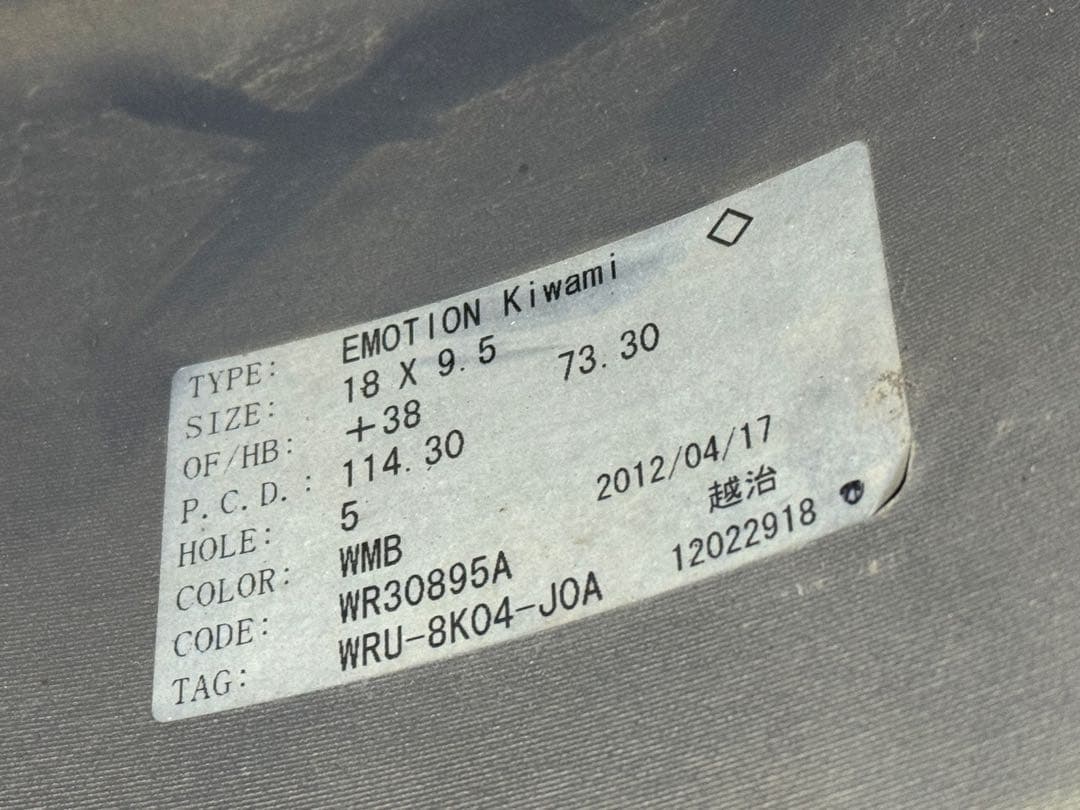 TYPE: EMOTION Kiwami
SIZE: 18 X 9.5
OF/HB: +38 73.30
P.C.D.: 114.30
HOLE: 5
COLOR: WMB 2012/04/17
CODE: WR30895A 越治
TAG: WRU-8K04-J0A 12022918